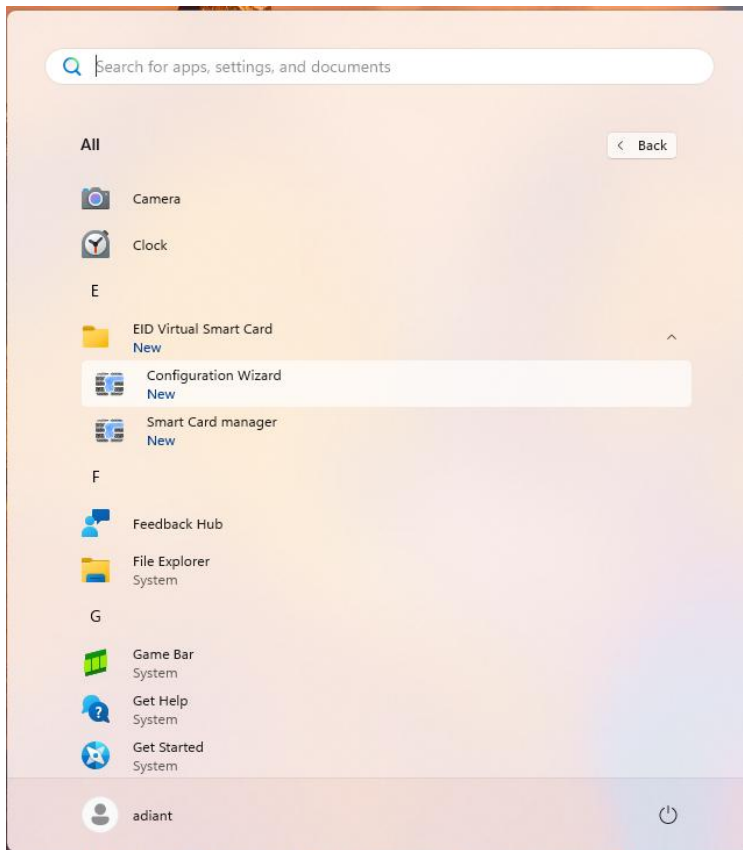 Search for apps, settings, and documents
All
Back
Camera
Clock
E
EID Virtual Smart Card
New
Configuration Wizard
New
Smart Card manager
New
F
Feedback Hub
File Explorer
System
G
Game Bar
System
Get Help
System
Get Started
System
adiant